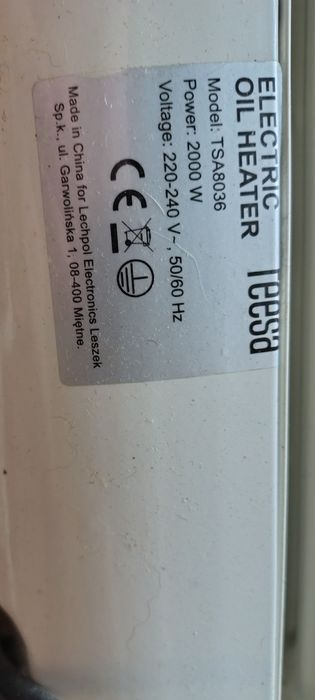 ELECTRIC
OIL HEATER
Teesa
Model: TSA8036
Power: 2000 W
Voltage: 220-240 V~, 50/60 Hz
CE
Made in China for Lechpol Electronics Leszek
Sp.k., ul. Garwolińska 1, 08-400 Miętne.